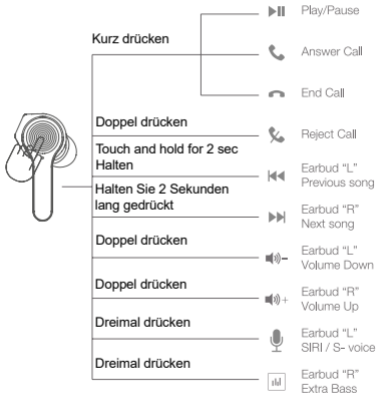 Kurz drücken
Play/Pause
Answer Call
End Call
Doppel drücken
Reject Call
Touch and hold for 2 sec
Halten
Earbud "L"
Previous song
Halten Sie 2 Sekunden
lang gedrückt
Earbud "R"
Next song
Doppel drücken
Earbud "L"
Volume Down
Doppel drücken
Earbud "R"
Volume Up
Dreimal drücken
Earbud "L"
SIRI / S- voice
Dreimal drücken
Earbud "R"
Extra Bass